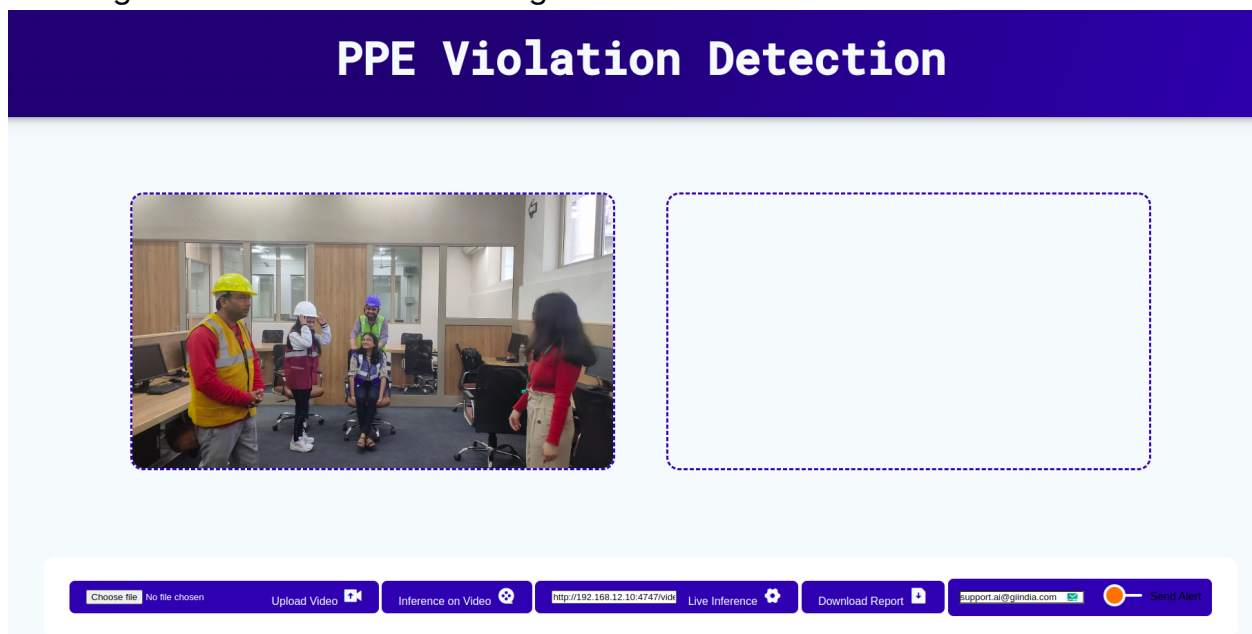 PPE Violation Detection
Choose file No file chosen Upload Video Inference on Video http://192.168.12.10:4747/vide Live Inference Download Report support.ai@giindia.com Send Alert